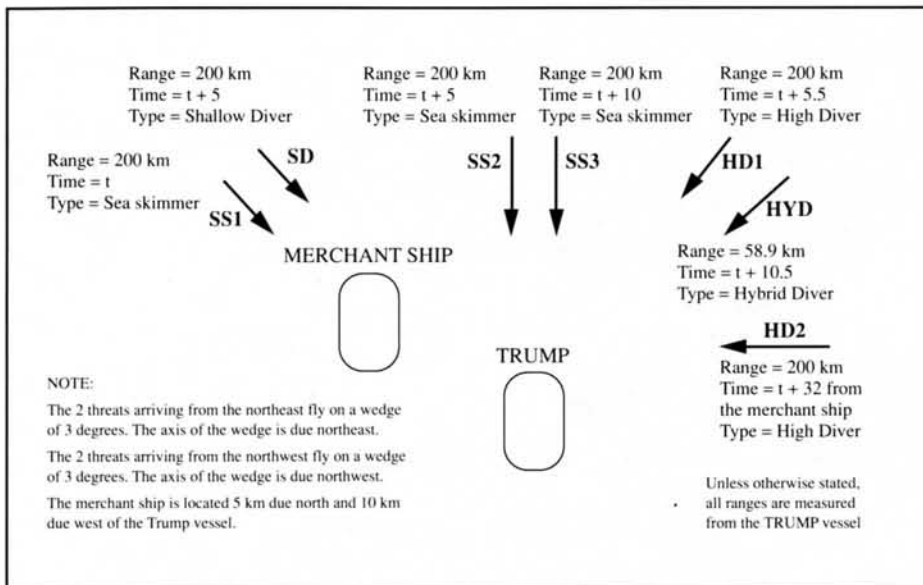 Range = 200 km
Time = t + 5
Type = Shallow Diver
Range = 200 km
Time = t + 5
Type = Sea skimmer
Range = 200 km
Time = t + 10
Type = Sea skimmer
Range = 200 km
Time = t + 5.5
Type = High Diver
SD
SS2
SS3
HD1
Range = 200 km
Time = t
Type = Sea skimmer
SS1
HYD
MERCHANT SHIP
Range = 58.9 km
Time = t + 10.5
Type = Hybrid Diver
HD2
TRUMP
Range = 200 km
Time = t + 32 from
the merchant ship
Type = High Diver
NOTE:
The 2 threats arriving from the northeast fly on a wedge
of 3 degrees. The axis of the wedge is due northeast.
The 2 threats arriving from the northwest fly on a wedge
of 3 degrees. The axis of the wedge is due northwest.
The merchant ship is located 5 km due north and 10 km
due west of the Trump vessel.
Unless otherwise stated,
all ranges are measured
from the TRUMP vessel